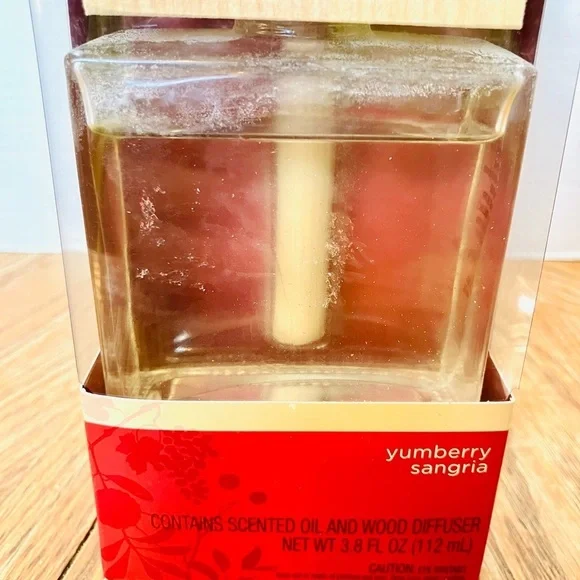 yumberry
sangria
CONTAINS SCENTED OIL AND WOOD DIFFUSER
NET WT 3.8 FL OZ (112 mL)
CAUTION: